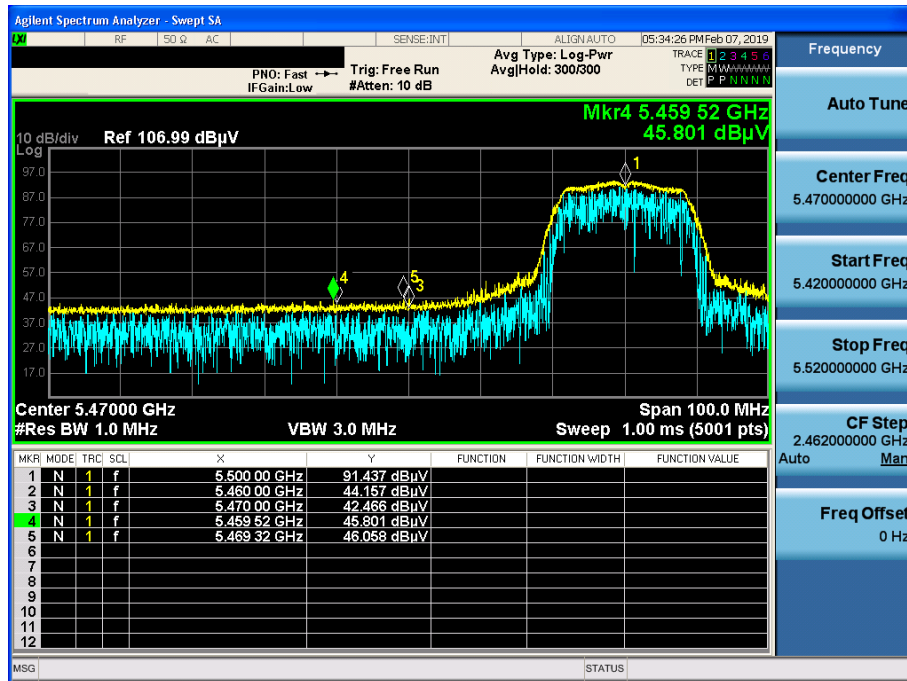 Agilent Spectrum Analyzer - Swept SA
LXI RF 50 Ω AC SENSE:INT ALIGN AUTO 05:34:26 PM Feb 07, 2019
PNO: Fast
IFGain:Low
Trig: Free Run
#Atten: 10 dB
Avg Type: Log-Pwr
Avg|Hold: 300/300
TRACE 1 2 3 4 5 6
TYPE M W W W W W
DET P P N N N N
Mkr4 5.459 52 GHz
45.801 dBµV
10 dB/div Ref 106.99 dBµV
Log
97.0
87.0
77.0
67.0
57.0
47.0
37.0
27.0
17.0
1
4
5
3
Center 5.47000 GHz Span 100.0 MHz
#Res BW 1.0 MHz VBW 3.0 MHz Sweep 1.00 ms (5001 pts)
MKR MODE TRC SCL X Y FUNCTION FUNCTION WIDTH FUNCTION VALUE
1 N 1 f 5.500 00 GHz 91.437 dBµV
2 N 1 f 5.460 00 GHz 44.157 dBµV
3 N 1 f 5.470 00 GHz 42.466 dBµV
4 N 1 f 5.459 52 GHz 45.801 dBµV
5 N 1 f 5.469 32 GHz 46.058 dBµV
6
7
8
9
10
11
12
MSG STATUS
Frequency
Auto Tune
Center Freq
5.470000000 GHz
Start Freq
5.420000000 GHz
Stop Freq
5.520000000 GHz
CF Step
2.462000000 GHz
Auto Man
Freq Offset
0 Hz